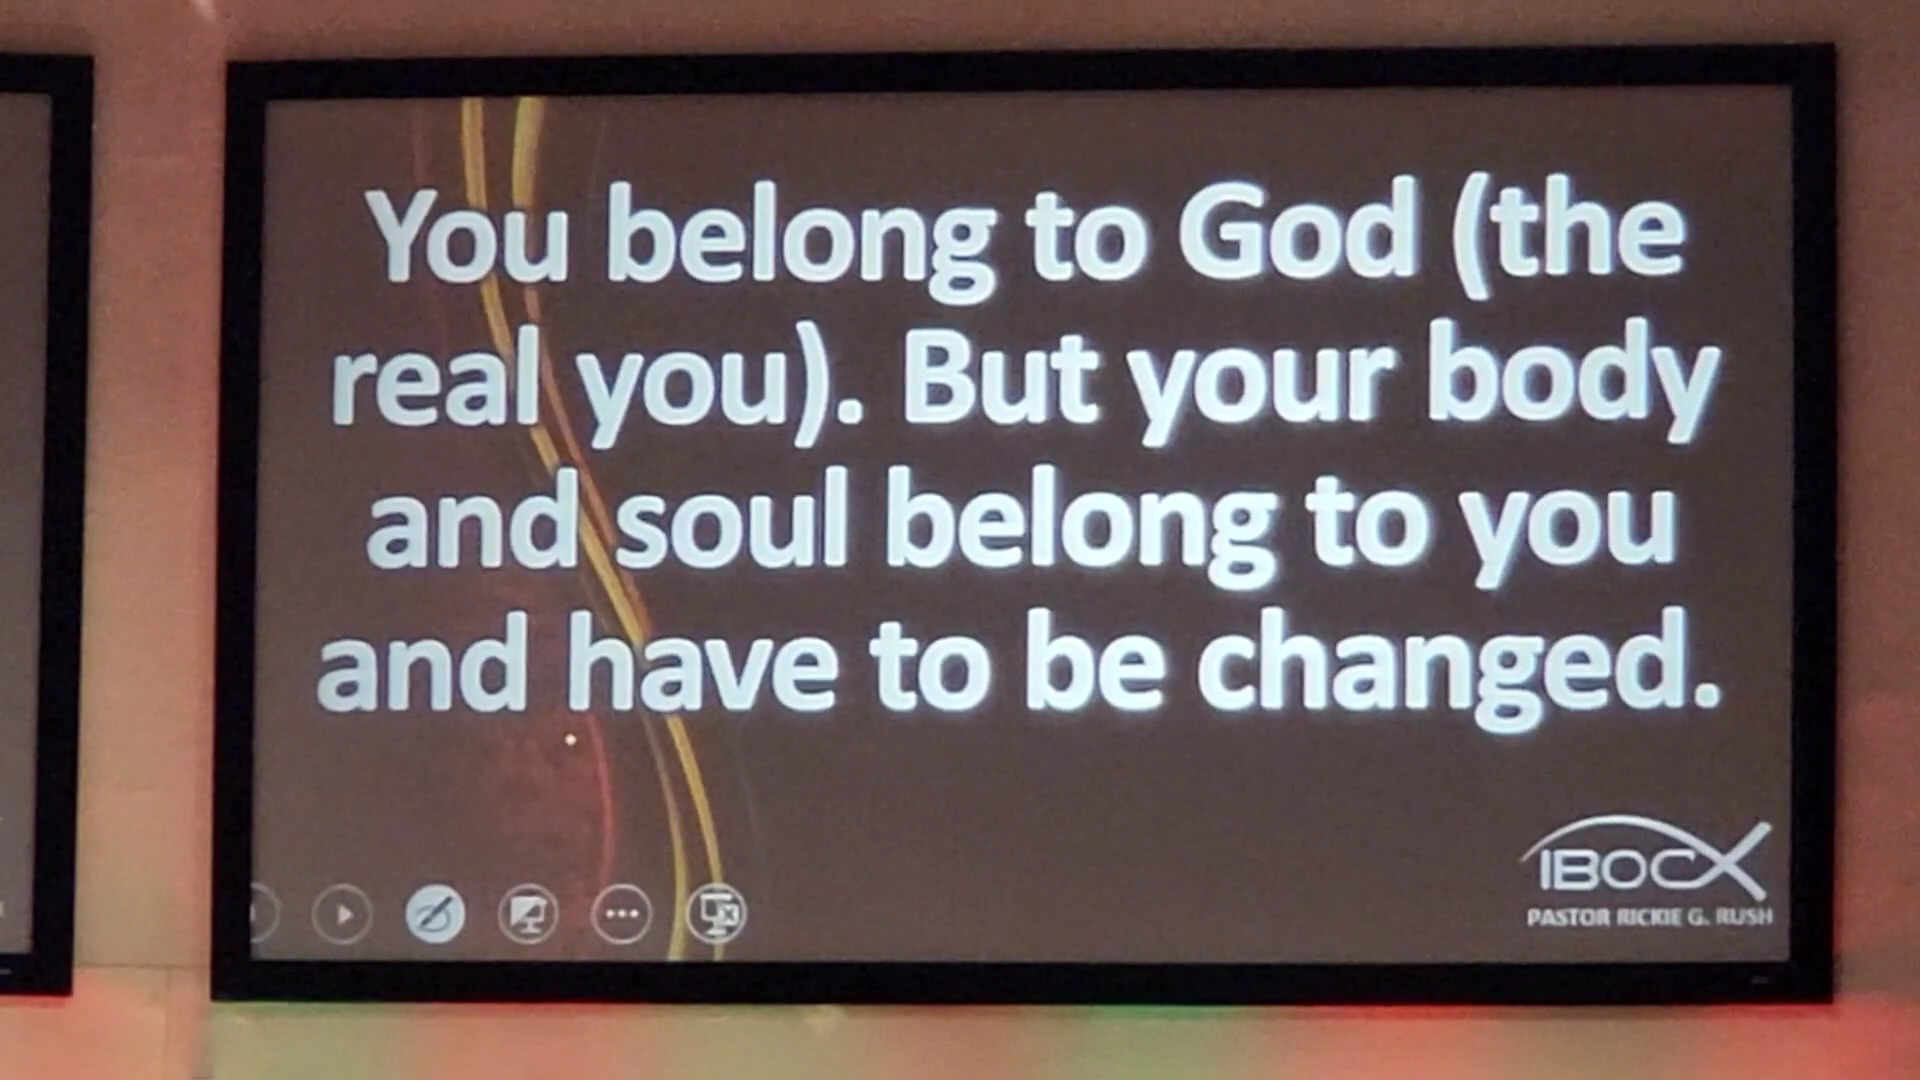 You belong to God (the
real you). But your body
and soul belong to you
and have to be changed.
IBOC
PASTOR RICKIE G. RUSH